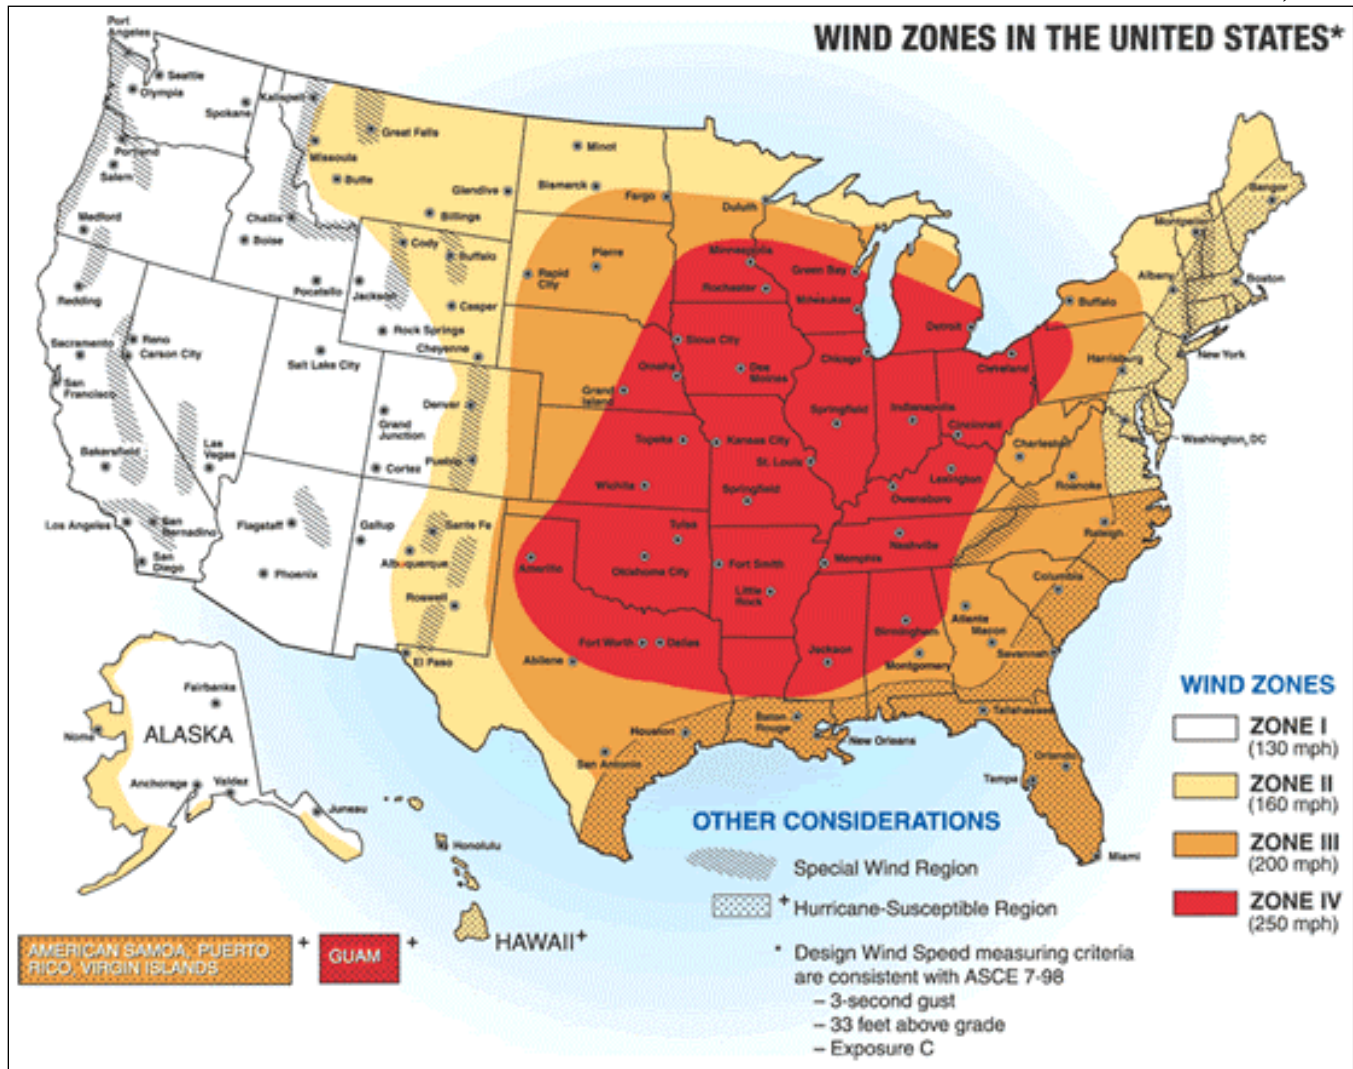 WIND ZONES IN THE UNITED STATES*
Port
Angeles
Seattle
Olympia
Spokane
Kalispell
Great Falls
Portland
Missoula
Salem
Butte
Glendive
Minot
Bismarck
Fargo
Duluth
Bangor
Medford
Challis
Boise
Billings
Cody
Buffalo
Pierre
Rapid
City
Minneapolis
Green Bay
Montpelier
Redding
Pocatello
Jackson
Casper
Rochester
Milwaukee
Detroit
Buffalo
Albany
Boston
Sacramento
Reno
Carson City
Salt Lake City
Rock Springs
Cheyenne
Sioux City
Omaha
Des
Moines
Chicago
Cleveland
Harrisburg
New York
San
Francisco
Grand
Junction
Denver
Grand
Island
Springfield
Indianapolis
Cincinnati
Charleston
Washington, DC
Bakersfield
Las
Vegas
Cortez
Pueblo
Topeka
Kansas City
St. Louis
Lexington
Owensboro
Roanoke
Wichita
Springfield
Los Angeles
San
Bernadino
Flagstaff
Gallup
Sante Fe
Tulsa
Nashville
Raleigh
San
Diego
Phoenix
Albuquerque
Amarillo
Oklahoma City
Fort Smith
Memphis
Columbia
Roswell
Little
Rock
Atlanta
Macon
Birmingham
El Paso
Fort Worth
Dallas
Abilene
Jackson
Montgomery
Savannah
Fairbanks
Nome
ALASKA
Anchorage
Valdez
Juneau
Houston
Baton
Rouge
New Orleans
Tallahassee
San Antonio
Orlando
Tampa
Miami
Honolulu
HAWAII+
AMERICAN SAMOA, PUERTO
RICO, VIRGIN ISLANDS
+
GUAM
+
WIND ZONES
ZONE I
(130 mph)
ZONE II
(160 mph)
ZONE III
(200 mph)
ZONE IV
(250 mph)
OTHER CONSIDERATIONS
Special Wind Region
+ Hurricane-Susceptible Region
* Design Wind Speed measuring criteria
are consistent with ASCE 7-98
– 3-second gust
– 33 feet above grade
– Exposure C